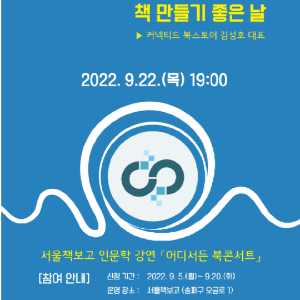 책 만들기 좋은 날
▶ 커넥티드 북스토어 김성호 대표
2022. 9.22.(목) 19:00
서울책보고 인문학 강연 「어디서든 북콘서트」
[참여 안내]
신청 기간 : 2022. 9. 5.(월) ~ 9.20.(화)
운영 장소 : 서울책보고 (송파구 오금로 1)